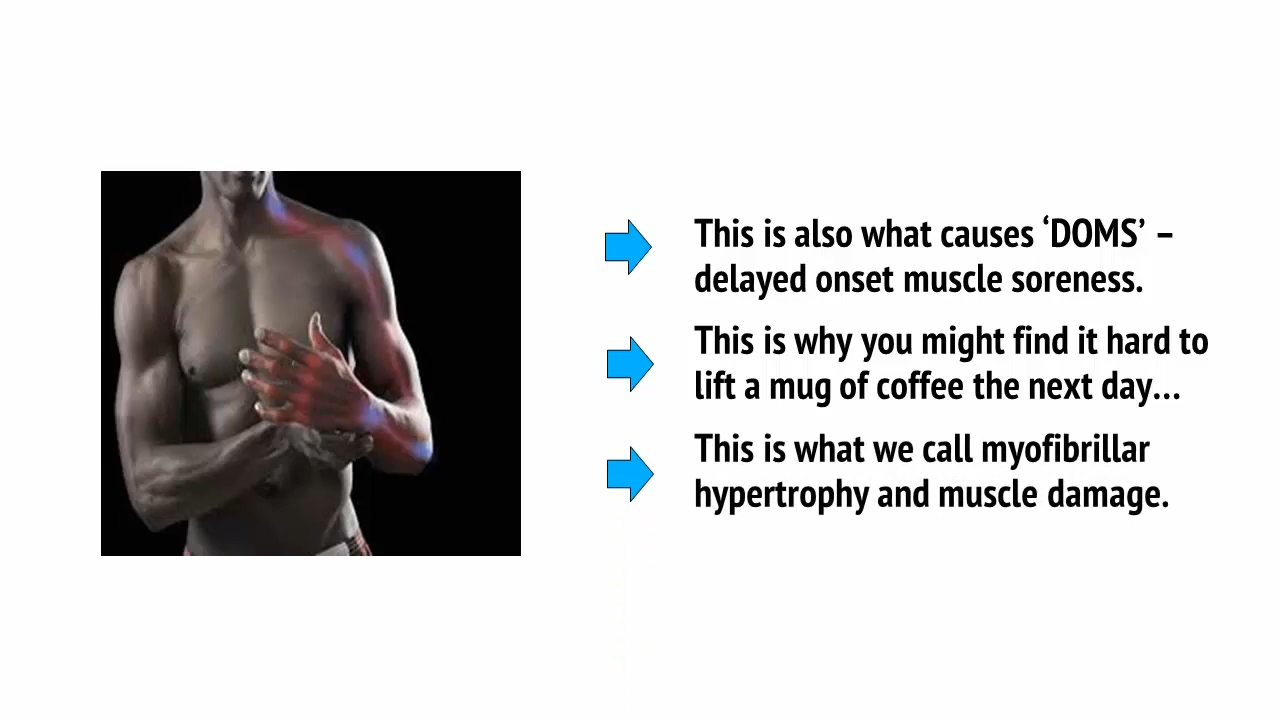 This is also what causes ‘DOMS’ –
delayed onset muscle soreness.
This is why you might find it hard to
lift a mug of coffee the next day...
This is what we call myofibrillar
hypertrophy and muscle damage.